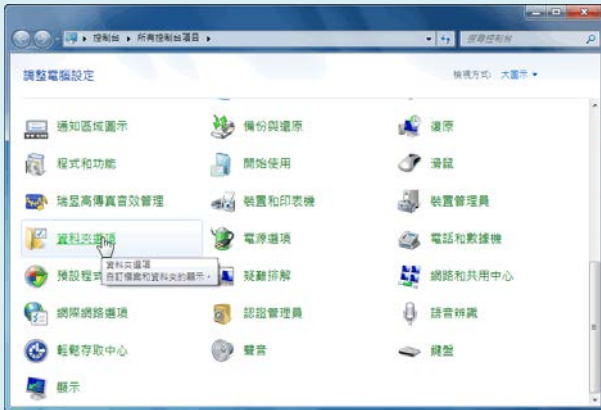 控制台 ▸ 所有控制台項目 ▸
搜尋控制台
調整電腦設定
檢視方式: 大圖示
通知區域圖示 備份與還原 復原
程式和功能 開始使用 滑鼠
瑞昱高傳真音效管理 裝置和印表機 裝置管理員
資料夾選項 電源選項 電話和數據機
資料夾選項
自訂檔案和資料夾的顯示。
預設程式 疑難排解 網路和共用中心
網際網路選項 認證管理員 語音辨識
輕鬆存取中心 聲音 鍵盤
顯示